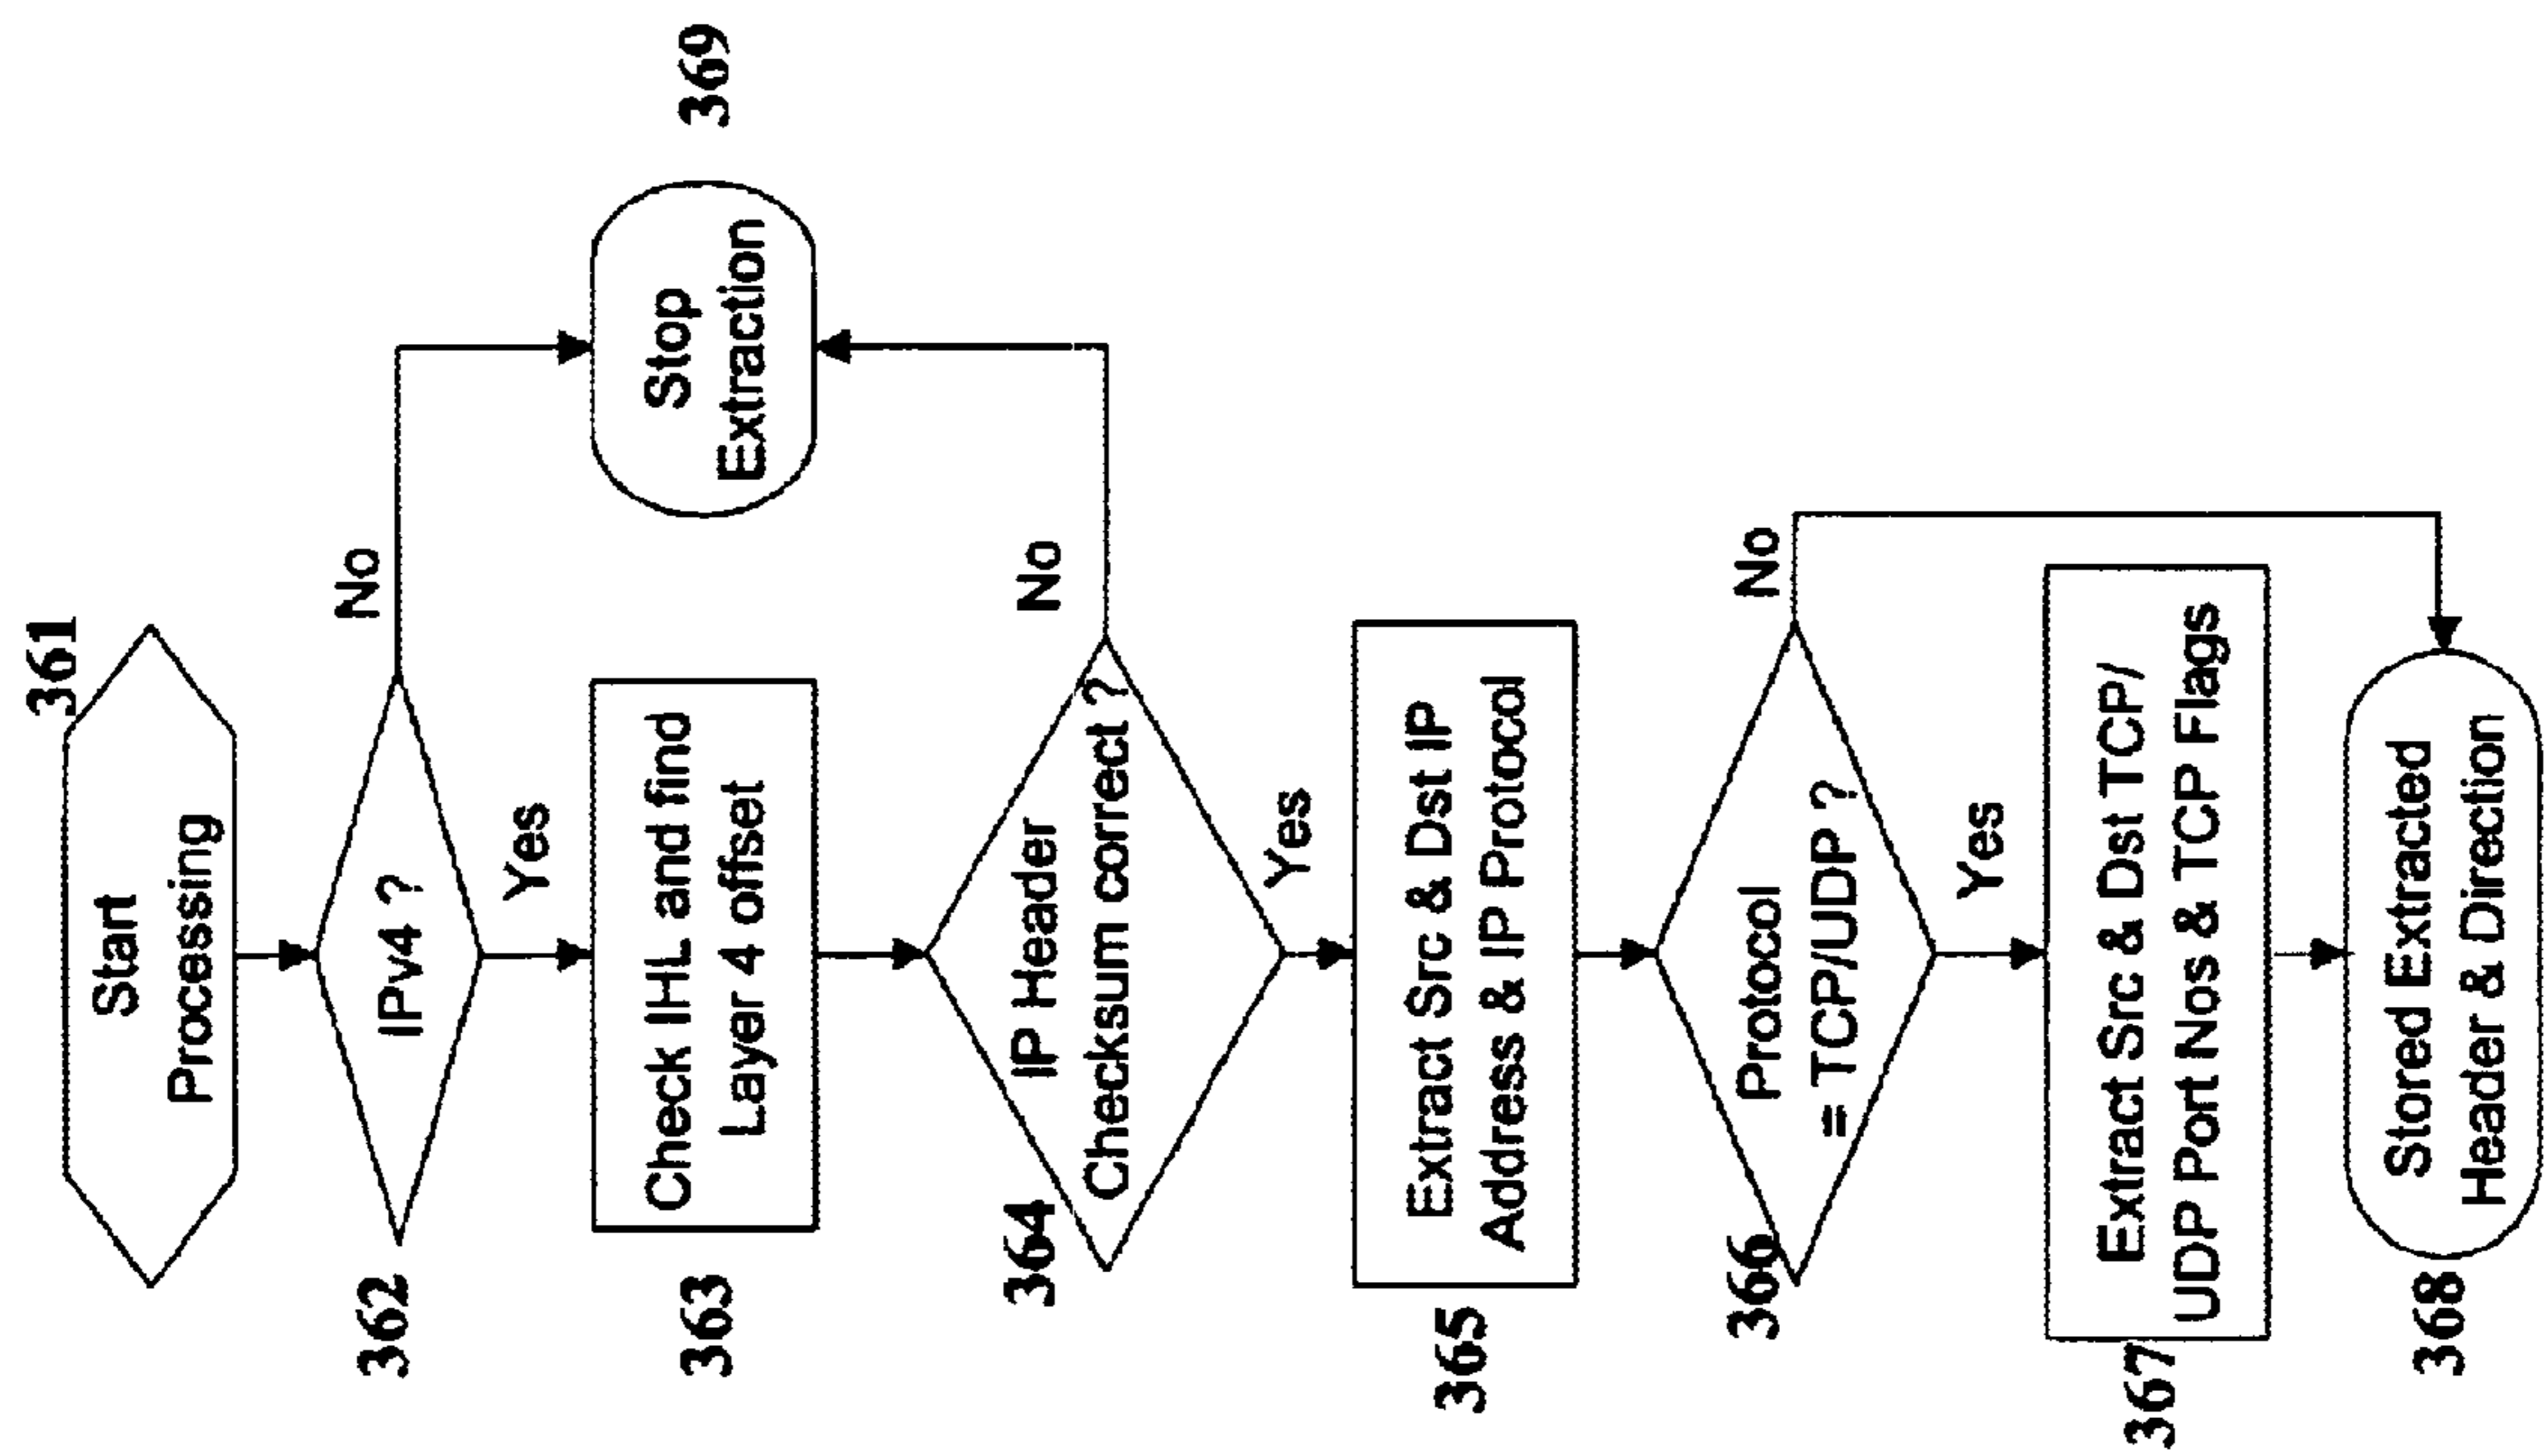 361
Start
Processing
362
IPv4 ?
No
Yes
363
Check IHL and find
Layer 4 offset
369
Stop
Extraction
364
IP Header
Checksum correct ?
No
Yes
365
Extract Src & Dst IP
Address & IP Protocol
366
Protocol
= TCP/UDP ?
No
Yes
367
Extract Src & Dst TCP/
UDP Port Nos & TCP Flags
368
Stored Extracted
Header & Direction